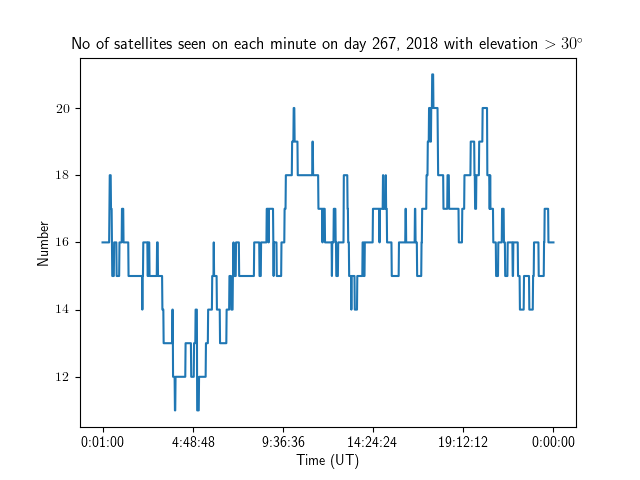 No of satellites seen on each minute on day 267, 2018 with elevation > 30°
20
18
16
14
12
Number
0:01:00 4:48:48 9:36:36 14:24:24 19:12:12 0:00:00
Time (UT)